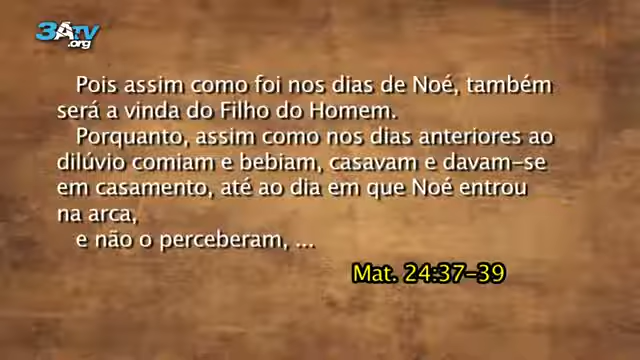 3ATV
.org
Pois assim como foi nos dias de Noé, também
será a vinda do Filho do Homem.
Porquanto, assim como nos dias anteriores ao
dilúvio comiam e bebiam, casavam e davam-se
em casamento, até ao dia em que Noé entrou
na arca,
e não o perceberam, ...
Mat. 24:37-39